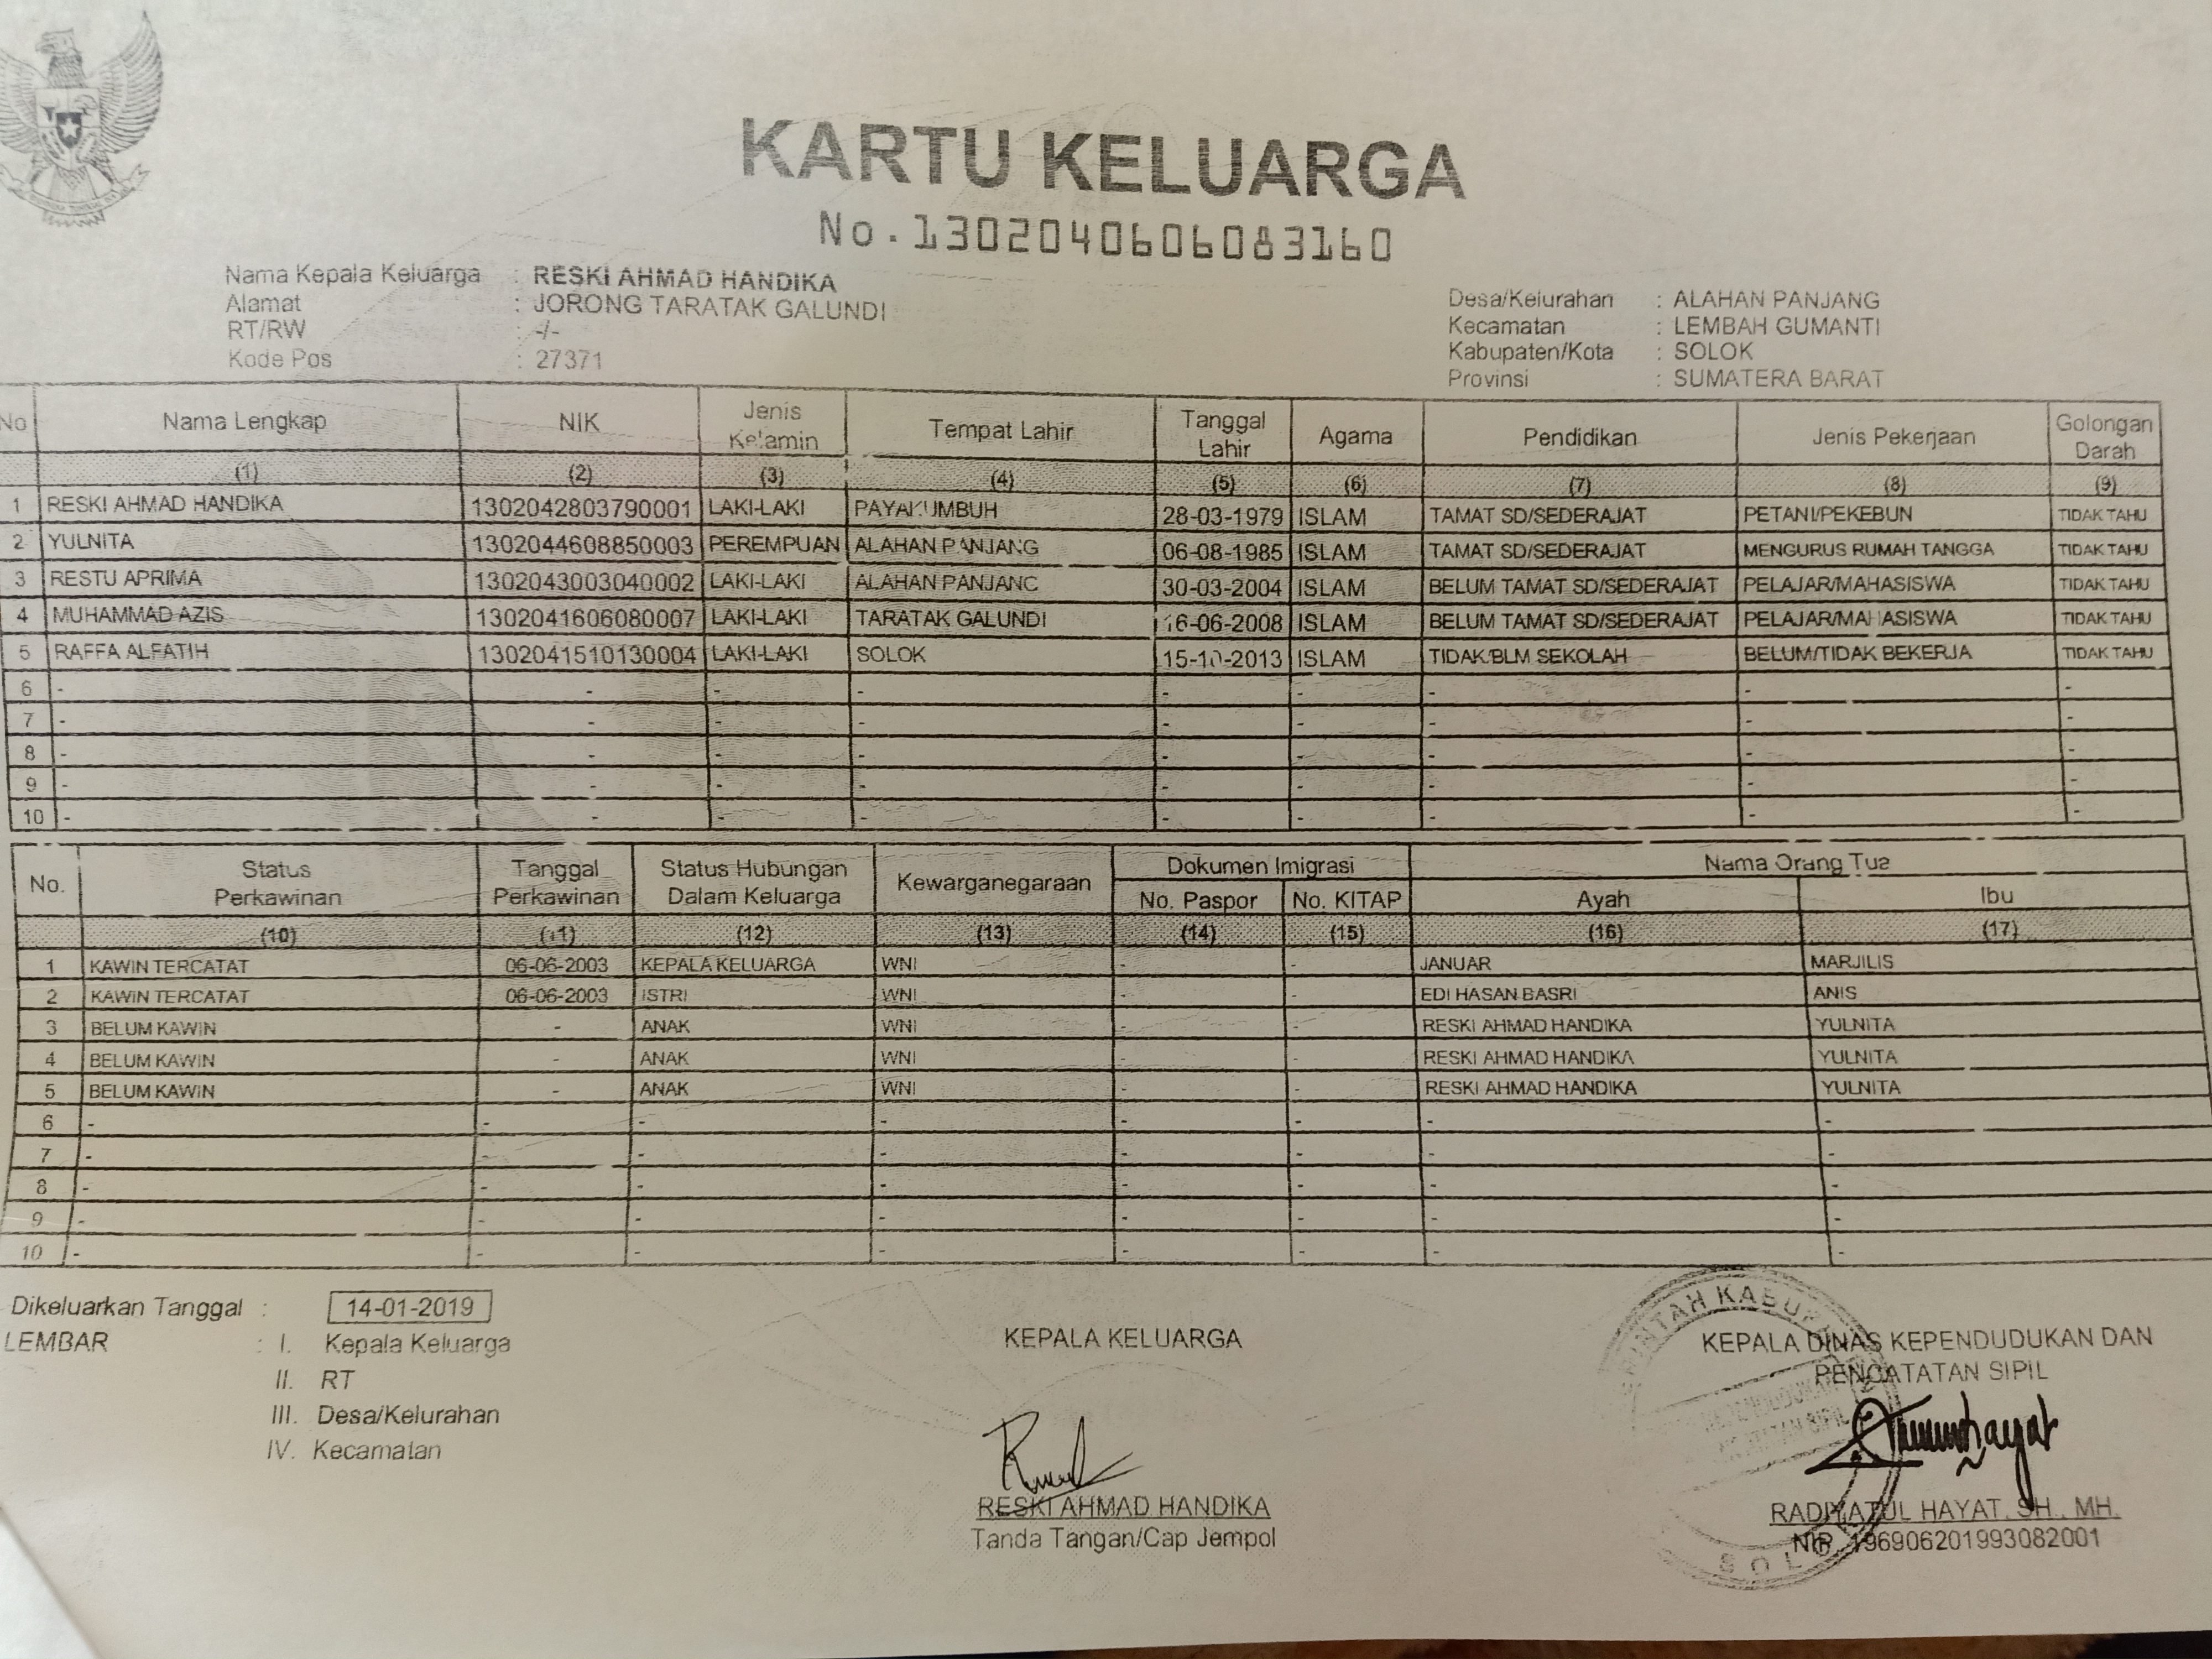 KARTU KELUARGA
No. 1302040606083160
Nama Kepala Keluarga : RESKI AHMAD HANDIKA
Alamat : JORONG TARATAK GALUNDI
RT/RW : -/-
Kode Pos : 27371
Desa/Kelurahan : ALAHAN PANJANG
Kecamatan : LEMBAH GUMANTI
Kabupaten/Kota : SOLOK
Provinsi : SUMATERA BARAT
No Nama Lengkap NIK Jenis Kelamin Tempat Lahir Tanggal Lahir Agama Pendidikan Jenis Pekerjaan Golongan Darah
(1) (2) (3) (4) (5) (6) (7) (8) (9)
1 RESKI AHMAD HANDIKA 1302042803790001 LAKI-LAKI PAYAKUMBUH 28-03-1979 ISLAM TAMAT SD/SEDERAJAT PETANI/PEKEBUN TIDAK TAHU
2 YULNITA 1302044608850003 PEREMPUAN ALAHAN PANJANG 06-08-1985 ISLAM TAMAT SD/SEDERAJAT MENGURUS RUMAH TANGGA TIDAK TAHU
3 RESTU APRIMA 1302043003040002 LAKI-LAKI ALAHAN PANJANG 30-03-2004 ISLAM BELUM TAMAT SD/SEDERAJAT PELAJAR/MAHASISWA TIDAK TAHU
4 MUHAMMAD AZIS 1302041606080007 LAKI-LAKI TARATAK GALUNDI 16-06-2008 ISLAM BELUM TAMAT SD/SEDERAJAT PELAJAR/MAHASISWA TIDAK TAHU
5 RAFFA ALFATIH 1302041510130004 LAKI-LAKI SOLOK 15-10-2013 ISLAM TIDAK/BLM SEKOLAH BELUM/TIDAK BEKERJA TIDAK TAHU
6 - - - - - - - - -
7 - - - - - - - - -
8 - - - - - - - - -
9 - - - - - - - - -
10 - - - - - - - - -
No. Status Perkawinan Tanggal Perkawinan Status Hubungan Dalam Keluarga Kewarganegaraan Dokumen Imigrasi Nama Orang Tua
No. Paspor No. KITAP Ayah Ibu
(10) (11) (12) (13) (14) (15) (16) (17)
1 KAWIN TERCATAT 06-06-2003 KEPALA KELUARGA WNI - - JANUAR MARJILIS
2 KAWIN TERCATAT 06-06-2003 ISTRI WNI - - EDI HASAN BASRI ANIS
3 BELUM KAWIN - ANAK WNI - - RESKI AHMAD HANDIKA YULNITA
4 BELUM KAWIN - ANAK WNI - - RESKI AHMAD HANDIKA YULNITA
5 BELUM KAWIN - ANAK WNI - - RESKI AHMAD HANDIKA YULNITA
6 - - - - - - - -
7 - - - - - - - -
8 - - - - - - - -
9 - - - - - - - -
10 - - - - - - - -
Dikeluarkan Tanggal : 14-01-2019
LEMBAR : I. Kepala Keluarga
II. RT
III. Desa/Kelurahan
IV. Kecamatan
KEPALA KELUARGA
RESKI AHMAD HANDIKA
Tanda Tangan/Cap Jempol
KEPALA DINAS KEPENDUDUKAN DAN
PENCATATAN SIPIL
RADIYATUL HAYAT. SH., MH.
NIP. 196906201993082001